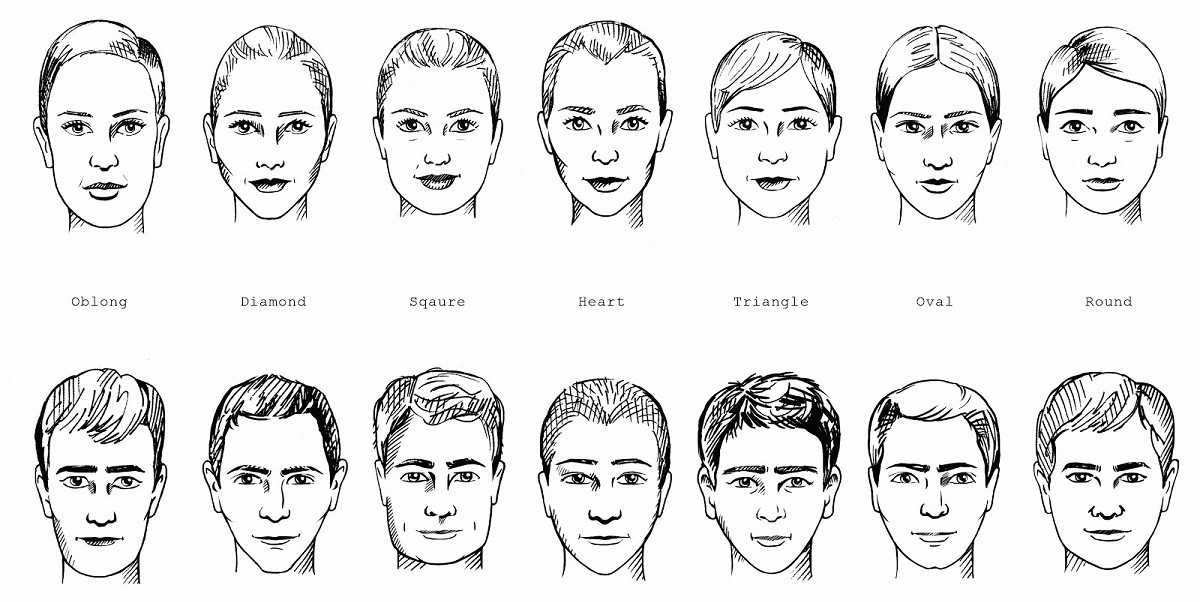 Oblong
Diamond
Sqaure
Heart
Triangle
Oval
Round